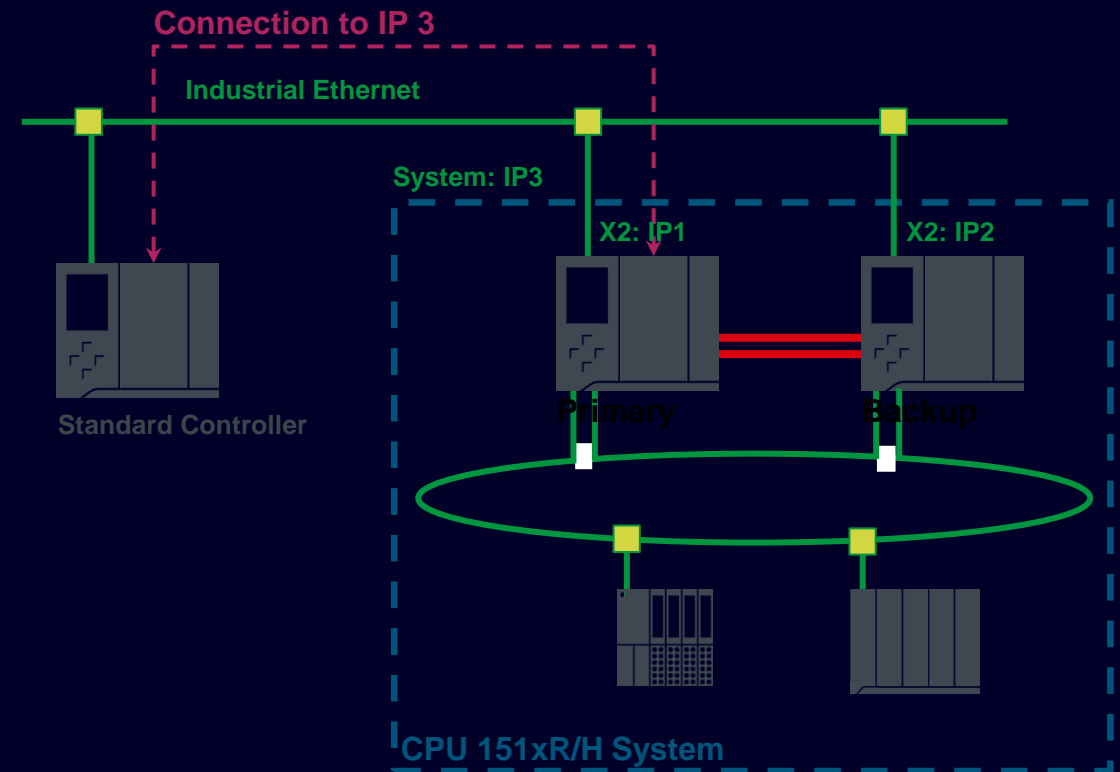 Connection to IP 3
Industrial Ethernet
System: IP3
X2: IP1
X2: IP2
Primary
Backup
Standard Controller
CPU 151xR/H System